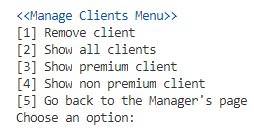 <<Manage Clients Menu>>
[1] Remove client
[2] Show all clients
[3] Show premium client
[4] Show non premium client
[5] Go back to the Manager's page
Choose an option: